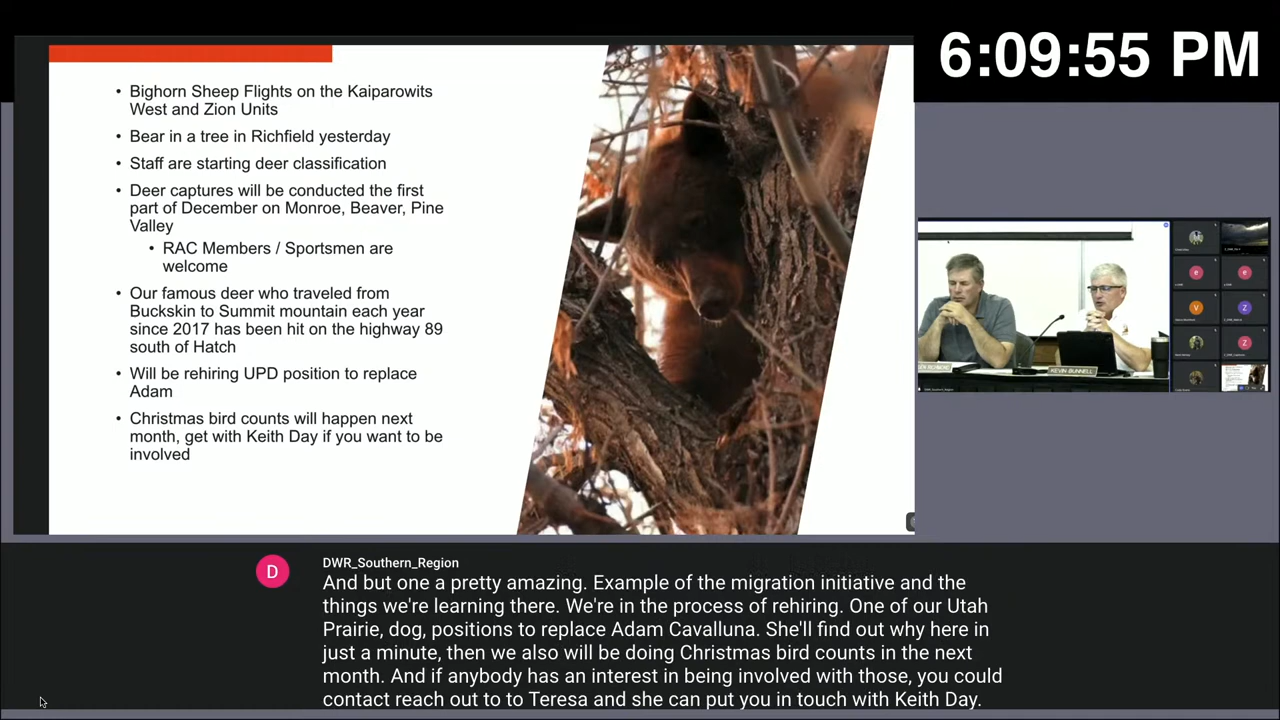 6:09:55 PM
• Bighorn Sheep Flights on the Kaiparowits
West and Zion Units
• Bear in a tree in Richfield yesterday
• Staff are starting deer classification
• Deer captures will be conducted the first
part of December on Monroe, Beaver, Pine
Valley
• RAC Members / Sportsmen are
welcome
• Our famous deer who traveled from
Buckskin to Summit mountain each year
since 2017 has been hit on the highway 89
south of Hatch
• Will be rehiring UPD position to replace
Adam
• Christmas bird counts will happen next
month, get with Keith Day if you want to be
involved
KEVIN BUNNELL
e
e
V
Z
Z
D
DWR_Southern_Region
And but one a pretty amazing. Example of the migration initiative and the
things we're learning there. We're in the process of rehiring. One of our Utah
Prairie, dog, positions to replace Adam Cavalluna. She'll find out why here in
just a minute, then we also will be doing Christmas bird counts in the next
month. And if anybody has an interest in being involved with those, you could
contact reach out to to Teresa and she can put you in touch with Keith Day.